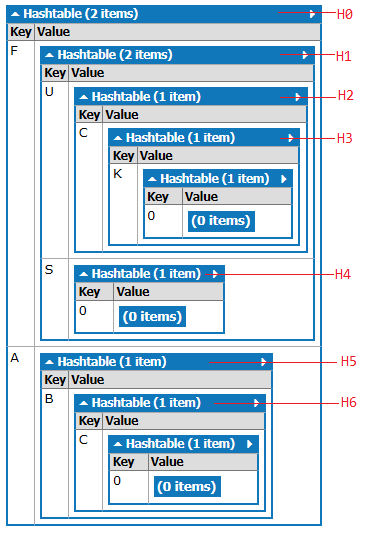 Hashtable (2 items) H0
Key Value
F Hashtable (2 items) H1
Key Value
U Hashtable (1 item) H2
Key Value
C Hashtable (1 item) H3
Key Value
K Hashtable (1 item)
Key Value
0 (0 items)
S Hashtable (1 item) H4
Key Value
0 (0 items)
A Hashtable (1 item) H5
Key Value
B Hashtable (1 item) H6
Key Value
C Hashtable (1 item)
Key Value
0 (0 items)